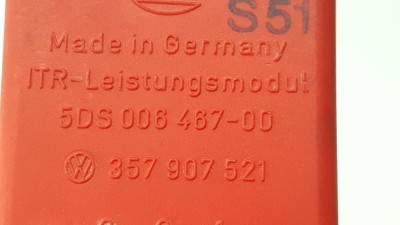 S51
Made in Germany
ITR-Leistungsmodul
5DS 006 467-00
357 907 521